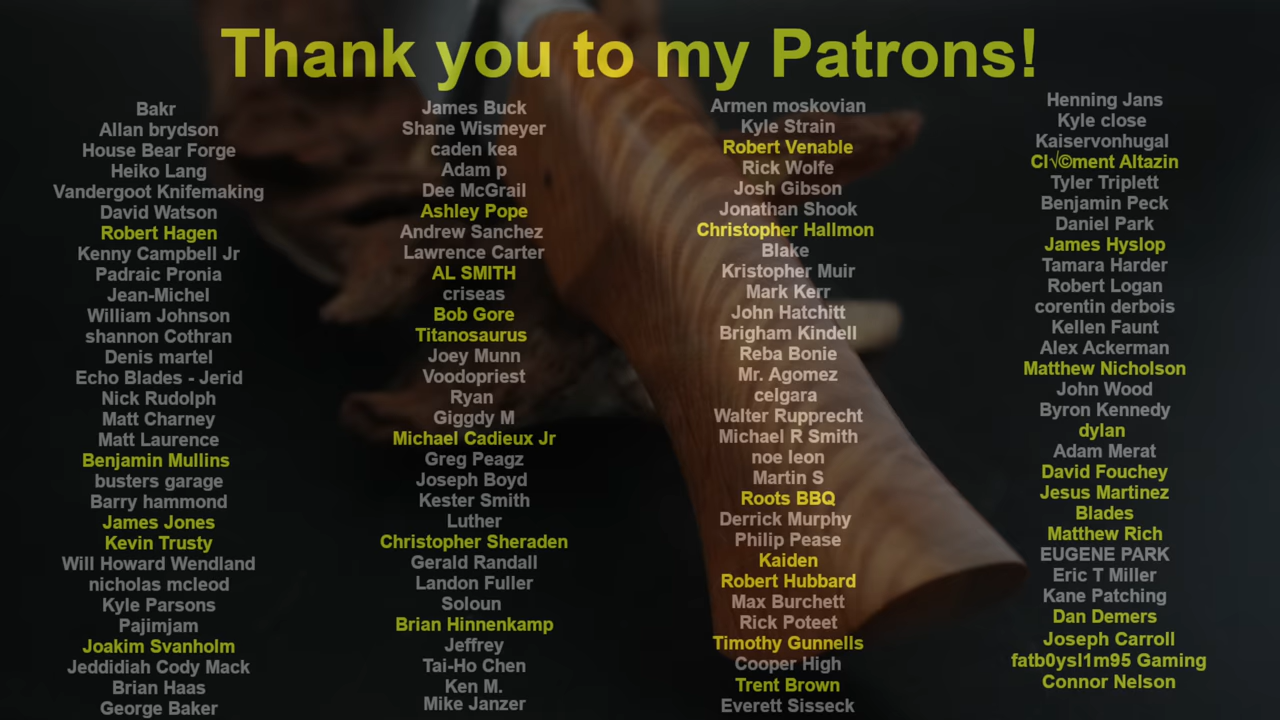 Thank you to my Patrons!
Bakr
Allan brydson
House Bear Forge
Heiko Lang
Vandergoot Knifemaking
David Watson
Robert Hagen
Kenny Campbell Jr
Padraic Pronia
Jean-Michel
William Johnson
shannon Cothran
Denis martel
Echo Blades - Jerid
Nick Rudolph
Matt Charney
Matt Laurence
Benjamin Mullins
busters garage
Barry hammond
James Jones
Kevin Trusty
Will Howard Wendland
nicholas mcleod
Kyle Parsons
Pajimjam
Joakim Svanholm
Jeddidiah Cody Mack
Brian Haas
George Baker
James Buck
Shane Wismeyer
caden kea
Adam p
Dee McGrail
Ashley Pope
Andrew Sanchez
Lawrence Carter
AL SMITH
criseas
Bob Gore
Titanosaurus
Joey Munn
Voodopriest
Ryan
Giggdy M
Michael Cadieux Jr
Greg Peagz
Joseph Boyd
Kester Smith
Luther
Christopher Sheraden
Gerald Randall
Landon Fuller
Soloun
Brian Hinnenkamp
Jeffrey
Tai-Ho Chen
Ken M.
Mike Janzer
Armen moskovian
Kyle Strain
Robert Venable
Rick Wolfe
Josh Gibson
Jonathan Shook
Christopher Hallmon
Blake
Kristopher Muir
Mark Kerr
John Hatchitt
Brigham Kindell
Reba Bonie
Mr. Agomez
celgara
Walter Rupprecht
Michael R Smith
noe leon
Martin S
Roots BBQ
Derrick Murphy
Philip Pease
Kaiden
Robert Hubbard
Max Burchett
Rick Poteet
Timothy Gunnells
Cooper High
Trent Brown
Everett Sisseck
Henning Jans
Kyle close
Kaiservonhugal
Cl√©ment Altazin
Tyler Triplett
Benjamin Peck
Daniel Park
James Hyslop
Tamara Harder
Robert Logan
corentin derbois
Kellen Faunt
Alex Ackerman
Matthew Nicholson
John Wood
Byron Kennedy
dylan
Adam Merat
David Fouchey
Jesus Martinez
Blades
Matthew Rich
EUGENE PARK
Eric T Miller
Kane Patching
Dan Demers
Joseph Carroll
fatb0ysl1m95 Gaming
Connor Nelson